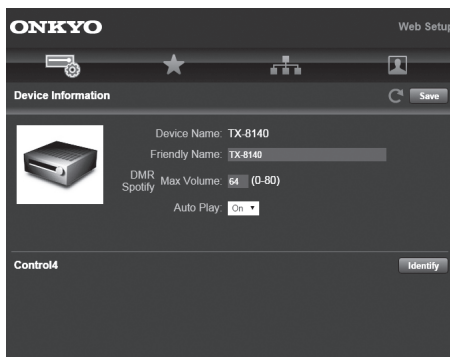 ONKYO
Web Setup
Device Information
Save
Device Name: TX-8140
Friendly Name: TX-8140
DMR
Spotify
Max Volume: 64 (0-80)
Auto Play: On
Control4
Identify